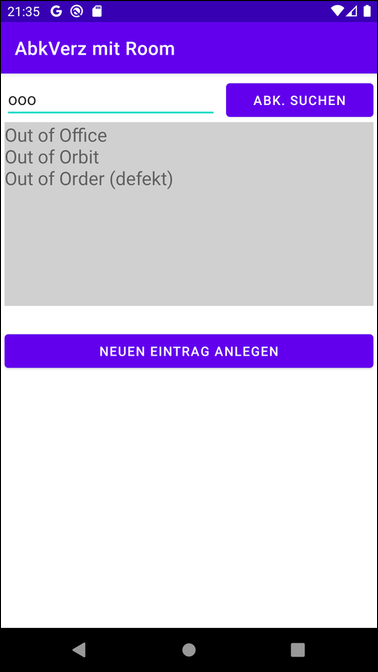 21:35
AbkVerz mit Room
ooo
ABK. SUCHEN
Out of Office
Out of Orbit
Out of Order (defekt)
NEUEN EINTRAG ANLEGEN